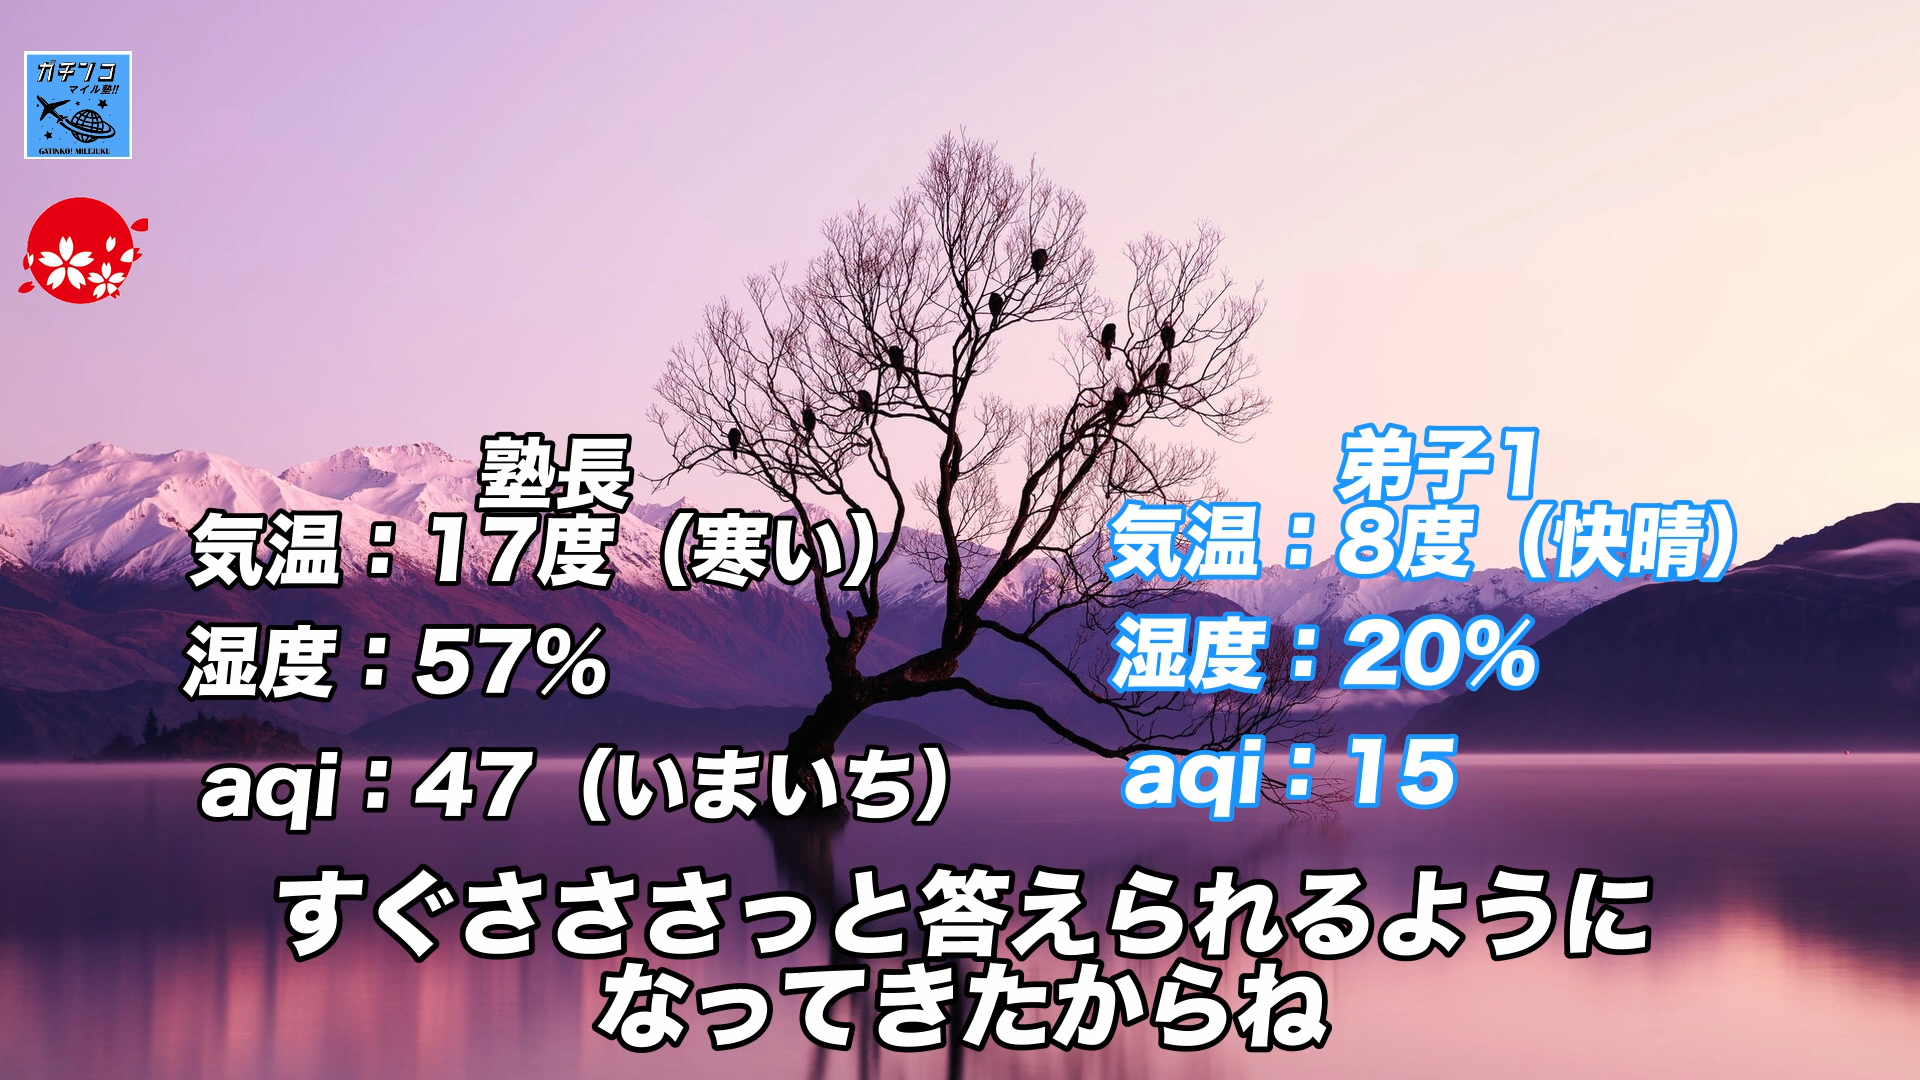 ガチンコ
マイル塾!!
GATINKO! MILEJUKU
塾長
気温：17度（寒い）
湿度：57%
aqi：47（いまいち）
弟子1
気温：8度（快晴）
湿度：20%
aqi：15
すぐさささっと答えられるように
なってきたからね